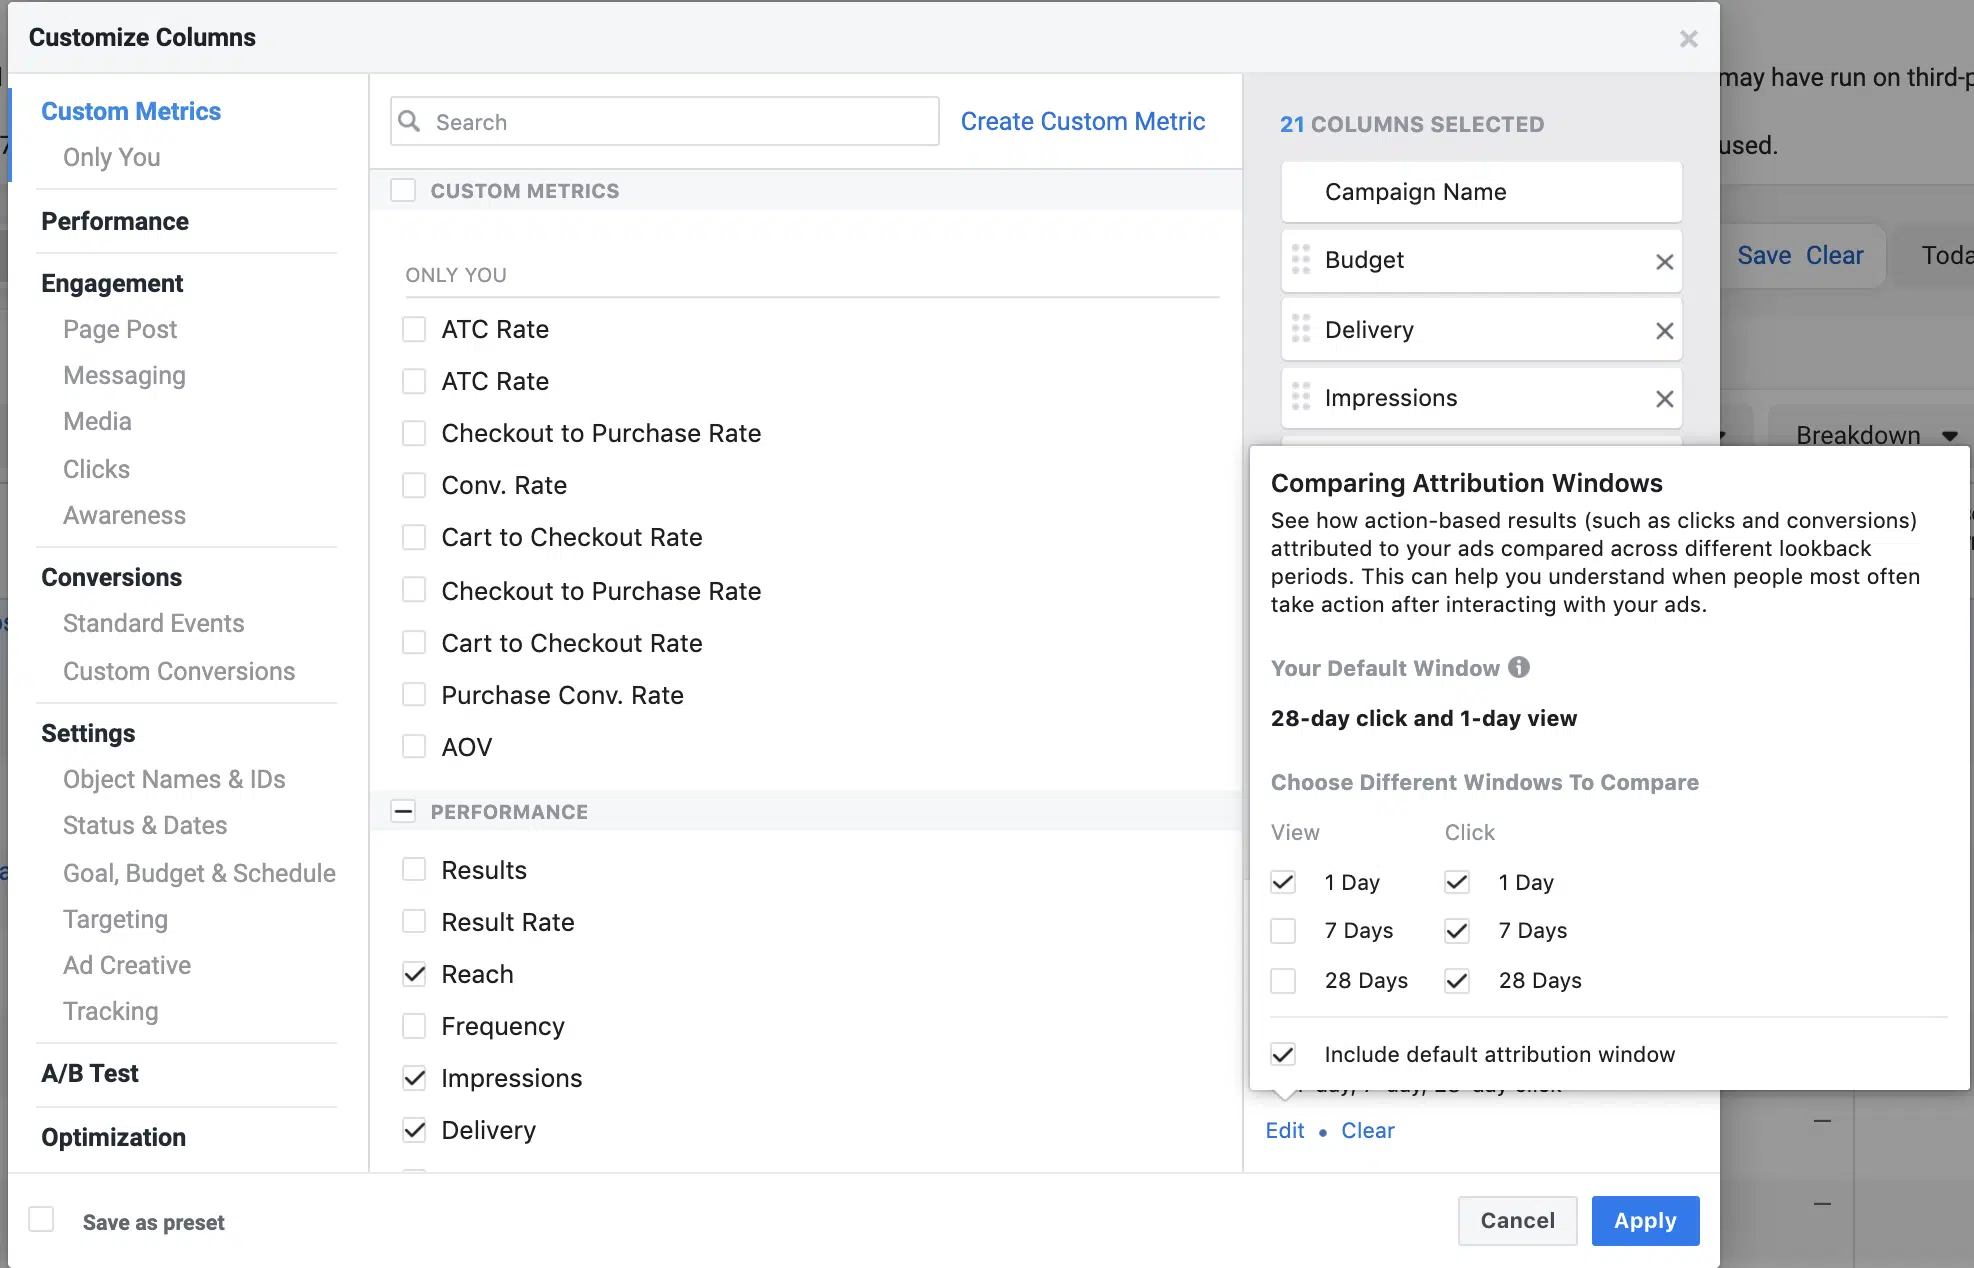 Customize Columns
Custom Metrics
Only You
Performance
Engagement
Page Post
Messaging
Media
Clicks
Awareness
Conversions
Standard Events
Custom Conversions
Settings
Object Names & IDs
Status & Dates
Goal, Budget & Schedule
Targeting
Ad Creative
Tracking
A/B Test
Optimization
Search
Create Custom Metric
CUSTOM METRICS
ONLY YOU
ATC Rate
ATC Rate
Checkout to Purchase Rate
Conv. Rate
Cart to Checkout Rate
Checkout to Purchase Rate
Cart to Checkout Rate
Purchase Conv. Rate
AOV
PERFORMANCE
Results
Result Rate
Reach
Frequency
Impressions
Delivery
21 COLUMNS SELECTED
Campaign Name
Budget
Delivery
Impressions
may have run on third-p
used.
Save Clear
Toda
Breakdown
Comparing Attribution Windows
See how action-based results (such as clicks and conversions)
attributed to your ads compared across different lookback
periods. This can help you understand when people most often
take action after interacting with your ads.
Your Default Window
28-day click and 1-day view
Choose Different Windows To Compare
View Click
1 Day 1 Day
7 Days 7 Days
28 Days 28 Days
Include default attribution window
Edit • Clear
Save as preset
Cancel
Apply